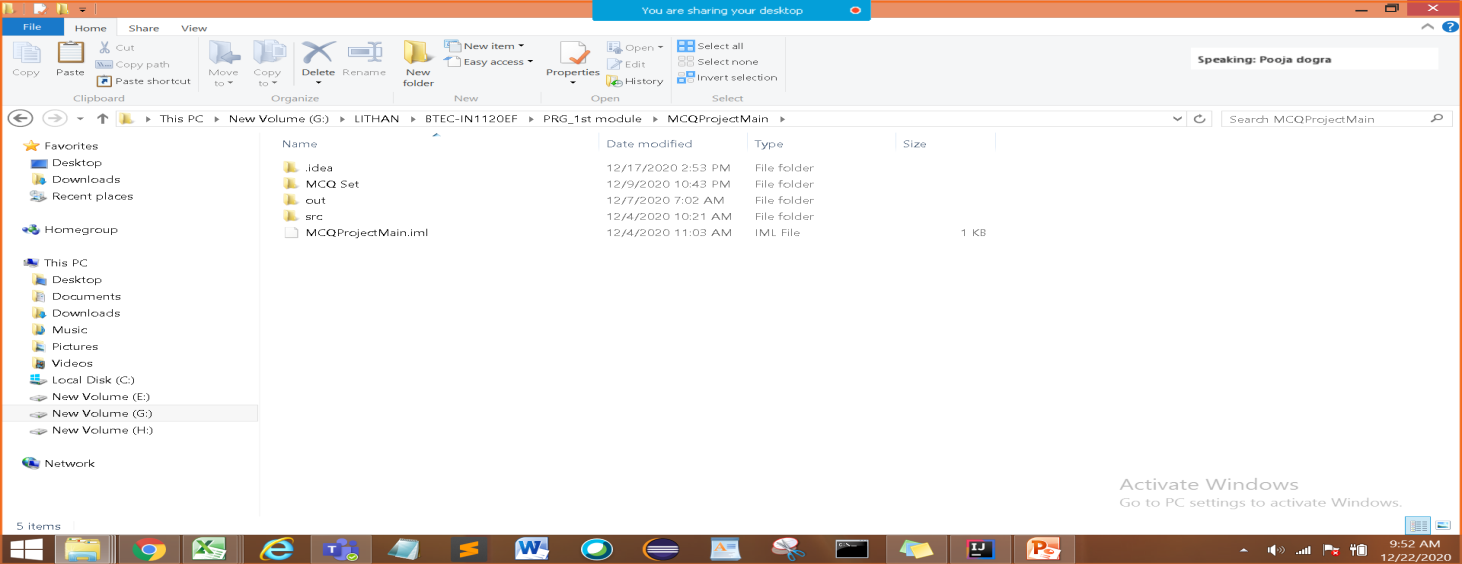 You are sharing your desktop
File Home Share View
Copy
Paste
Cut
Copy path
Paste shortcut
Clipboard
Move to
Copy to
Delete
Rename
Organize
New folder
New item
Easy access
New
Properties
Open
Edit
History
Open
Select all
Select none
Invert selection
Select
Speaking: Pooja dogra
This PC New Volume (G:) LITHAN BTEC-IN1120EF PRG_1st module MCQProjectMain
Search MCQProjectMain
Favorites
Desktop
Downloads
Recent places
Homegroup
This PC
Desktop
Documents
Downloads
Music
Pictures
Videos
Local Disk (C:)
New Volume (E:)
New Volume (G:)
New Volume (H:)
Network
Name Date modified Type Size
.idea 12/17/2020 2:53 PM File folder
MCQ Set 12/9/2020 10:43 PM File folder
out 12/7/2020 7:02 AM File folder
src 12/4/2020 10:21 AM File folder
MCQProjectMain.iml 12/4/2020 11:03 AM IML File 1 KB
Activate Windows
Go to PC settings to activate Windows.
5 items
9:52 AM
12/22/2020